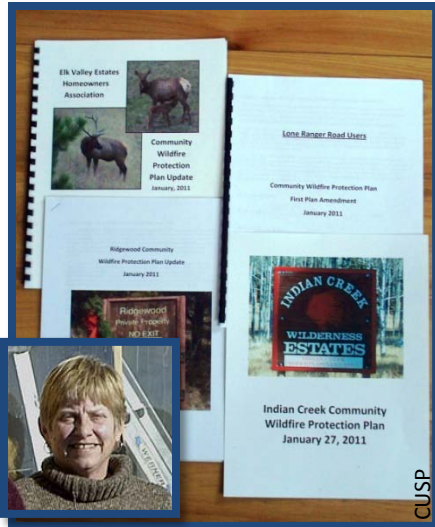 Elk Valley Estates
Homeowners
Association
Community
Wildfire
Protection
Plan Update
January, 2011
Lone Ranger Road Users
Community Wildfire Protection Plan
First Plan Amendment
January 2011
Ridgewood Community
Wildfire Protection Plan Update
January 2011
Ridgewood
Private Property
NO EXIT
INDIAN CREEK
WILDERNESS
ESTATES
Indian Creek Community
Wildfire Protection Plan
January 27, 2011
WERNER
CUSP